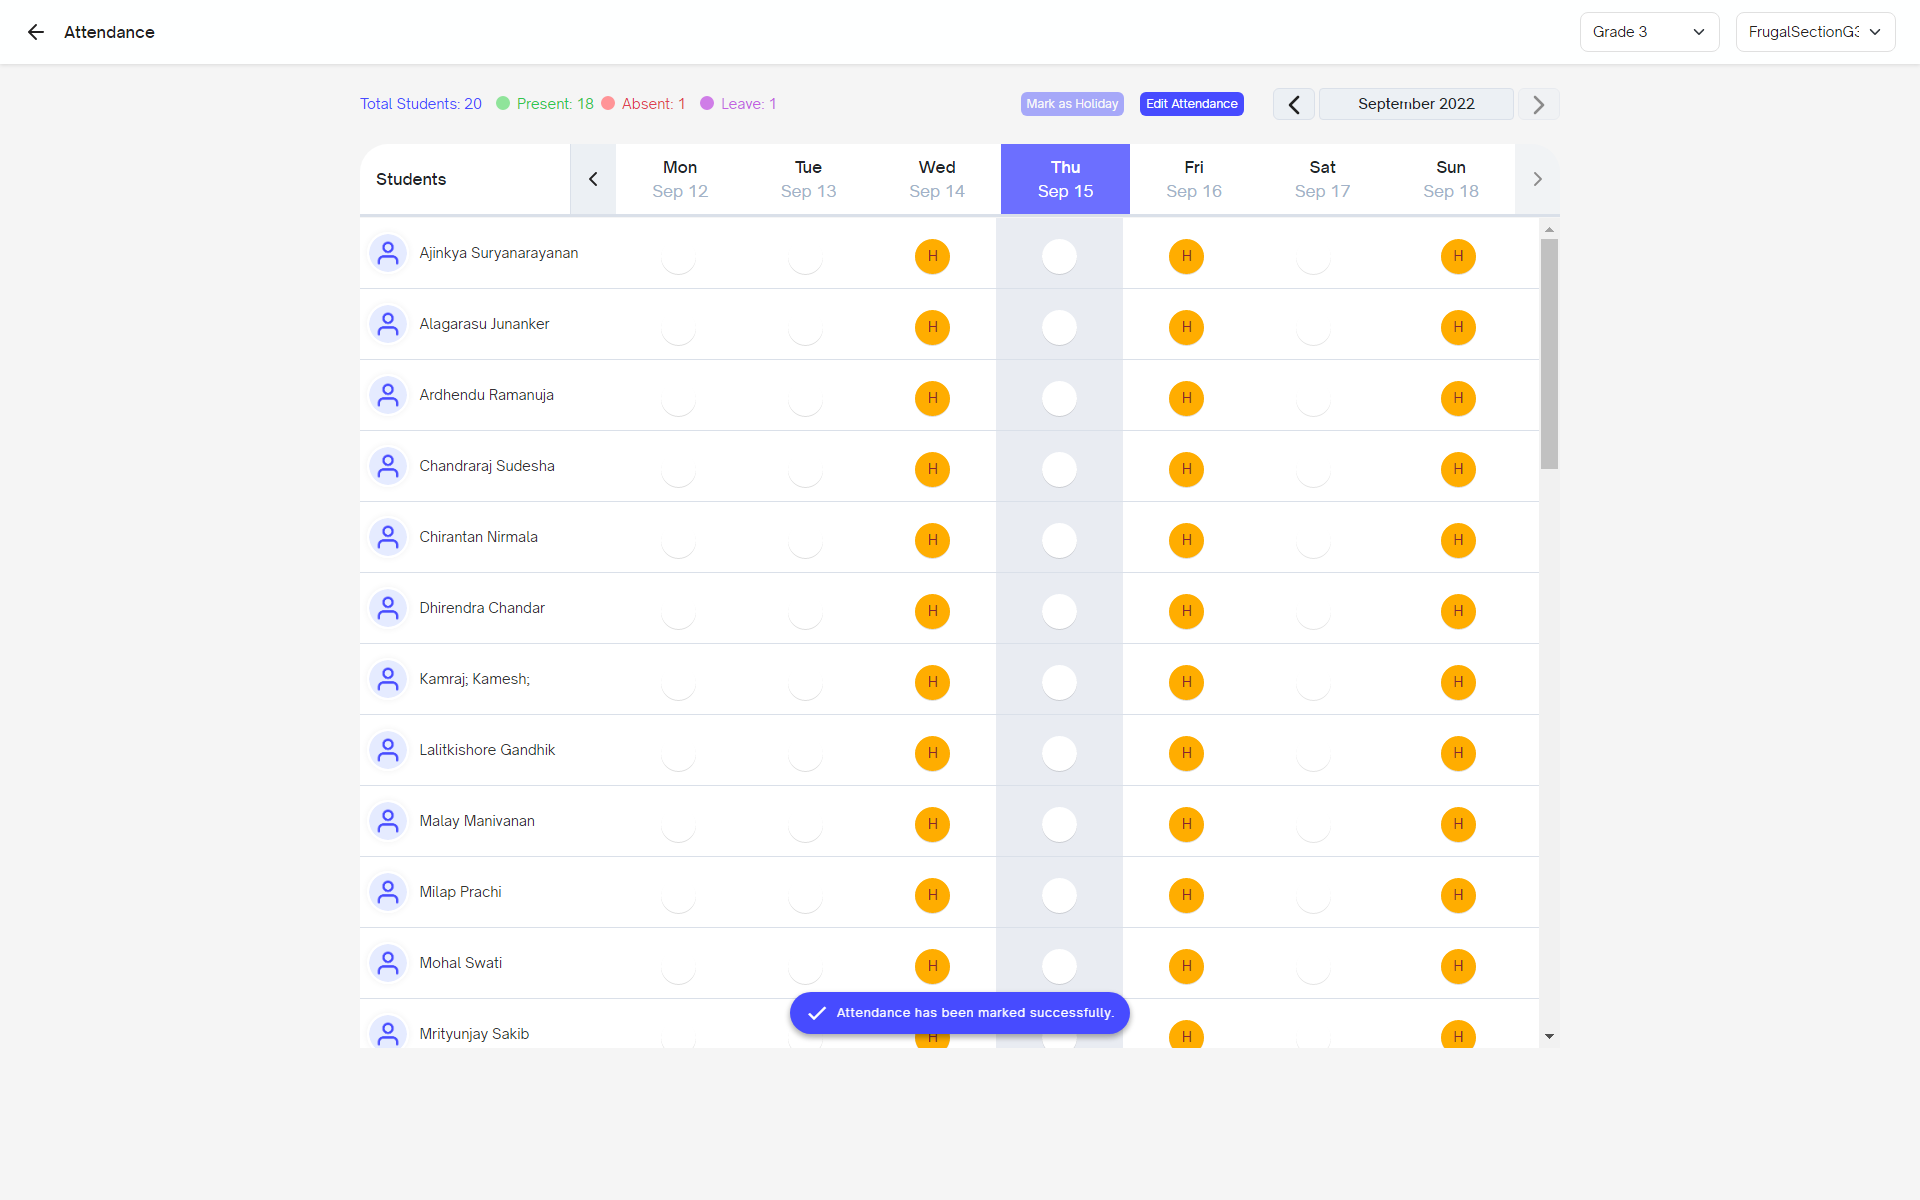 Attendance
Grade 3
FrugalSectionG3
Total Students: 20 Present: 18 Absent: 1 Leave: 1
Mark as Holiday Edit Attendance September 2022
Students Mon Tue Wed Thu Fri Sat Sun
Sep 12 Sep 13 Sep 14 Sep 15 Sep 16 Sep 17 Sep 18
Ajinkya Suryanarayanan H H H
Alagarasu Junanker H H H
Ardhendu Ramanuja H H H
Chandraraj Sudesha H H H
Chirantan Nirmala H H H
Dhirendra Chandar H H H
Kamraj; Kamesh; H H H
Lalitkishore Gandhik H H H
Malay Manivanan H H H
Milap Prachi H H H
Mohal Swati H H H
Attendance has been marked successfully.
Mrityunjay Sakib H H H